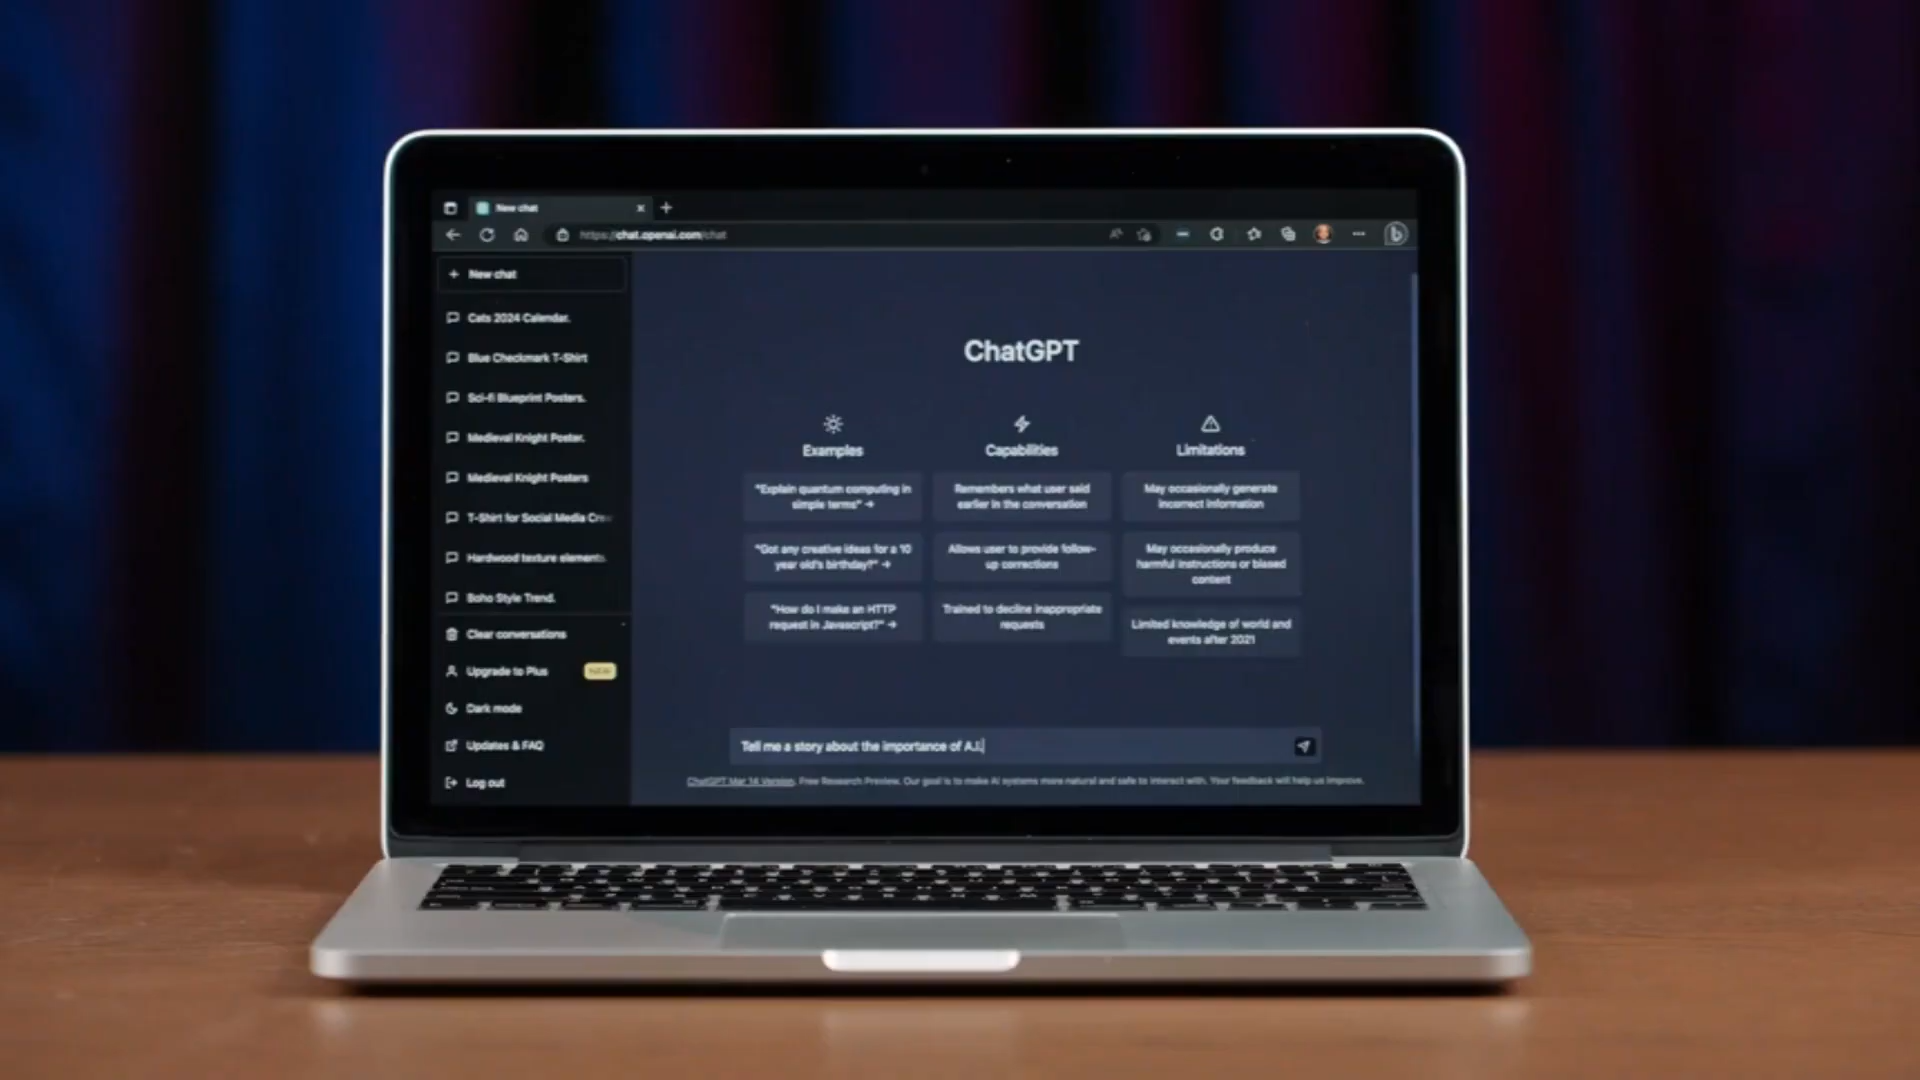 New chat
https://chat.openai.com/chat
New chat
Cats 2024 Calendar.
Blue Checkmark T-Shirt
Sci-fi Blueprint Posters.
Medieval Knight Poster.
Medieval Knight Posters
T-Shirt for Social Media Cre
Hardwood texture elements.
Boho Style Trend.
Clear conversations
Upgrade to Plus
NEW
Dark mode
Updates & FAQ
Log out
ChatGPT
Examples
"Explain quantum computing in
simple terms" →
"Got any creative ideas for a 10
year old's birthday?" →
"How do I make an HTTP
request in Javascript?" →
Capabilities
Remembers what user said
earlier in the conversation
Allows user to provide follow-
up corrections
Trained to decline inappropriate
requests
Limitations
May occasionally generate
incorrect information
May occasionally produce
harmful instructions or biased
content
Limited knowledge of world and
events after 2021
Tell me a story about the importance of A.I.
ChatGPT Mar 14 Version. Free Research Preview. Our goal is to make AI systems more natural and safe to interact with. Your feedback will help us improve.